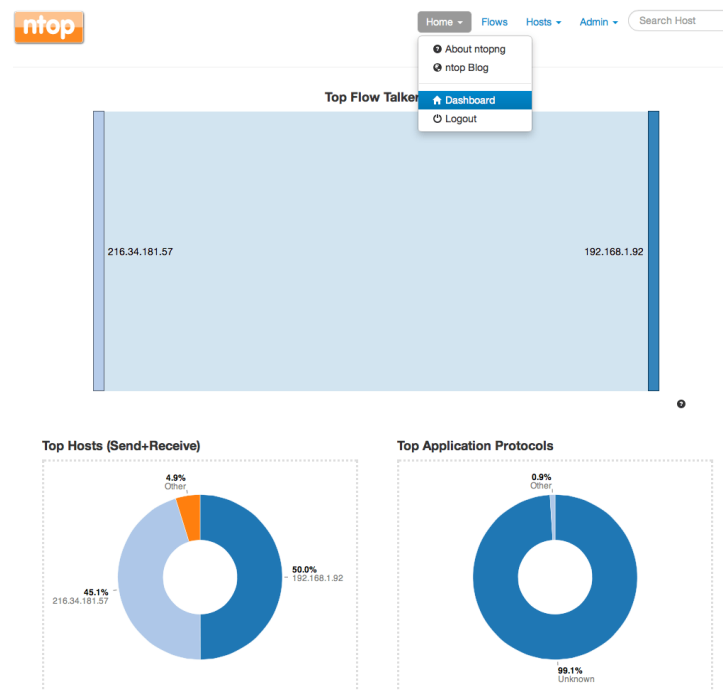 ntop
Home Flows Hosts Admin Search Host
About ntopng
ntop Blog
Dashboard
Logout
Top Flow Talker
216.34.181.57 192.168.1.92
Top Hosts (Send+Receive)
4.9%
Other
50.0%
192.168.1.92
45.1%
216.34.181.57
Top Application Protocols
0.9%
Other
99.1%
Unknown